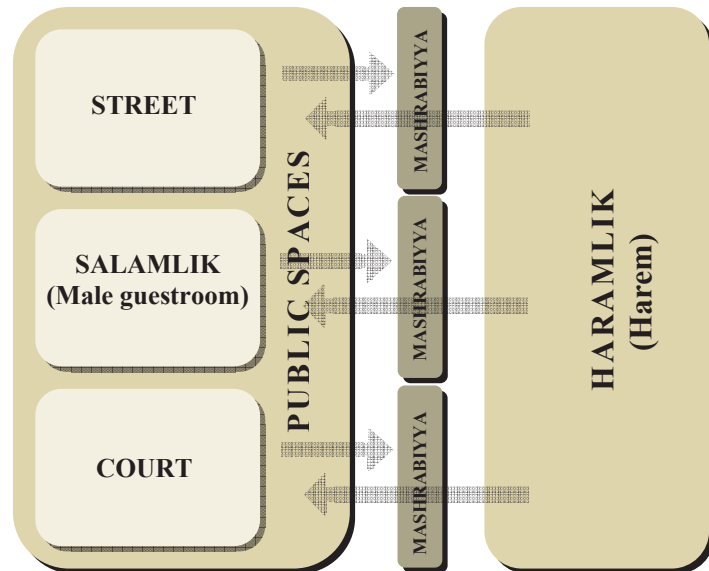 STREET
SALAMLIK
(Male guestroom)
COURT
PUBLIC SPACES
MASHRABIYYA
MASHRABIYYA
MASHRABIYYA
HARAMLIK
(Harem)